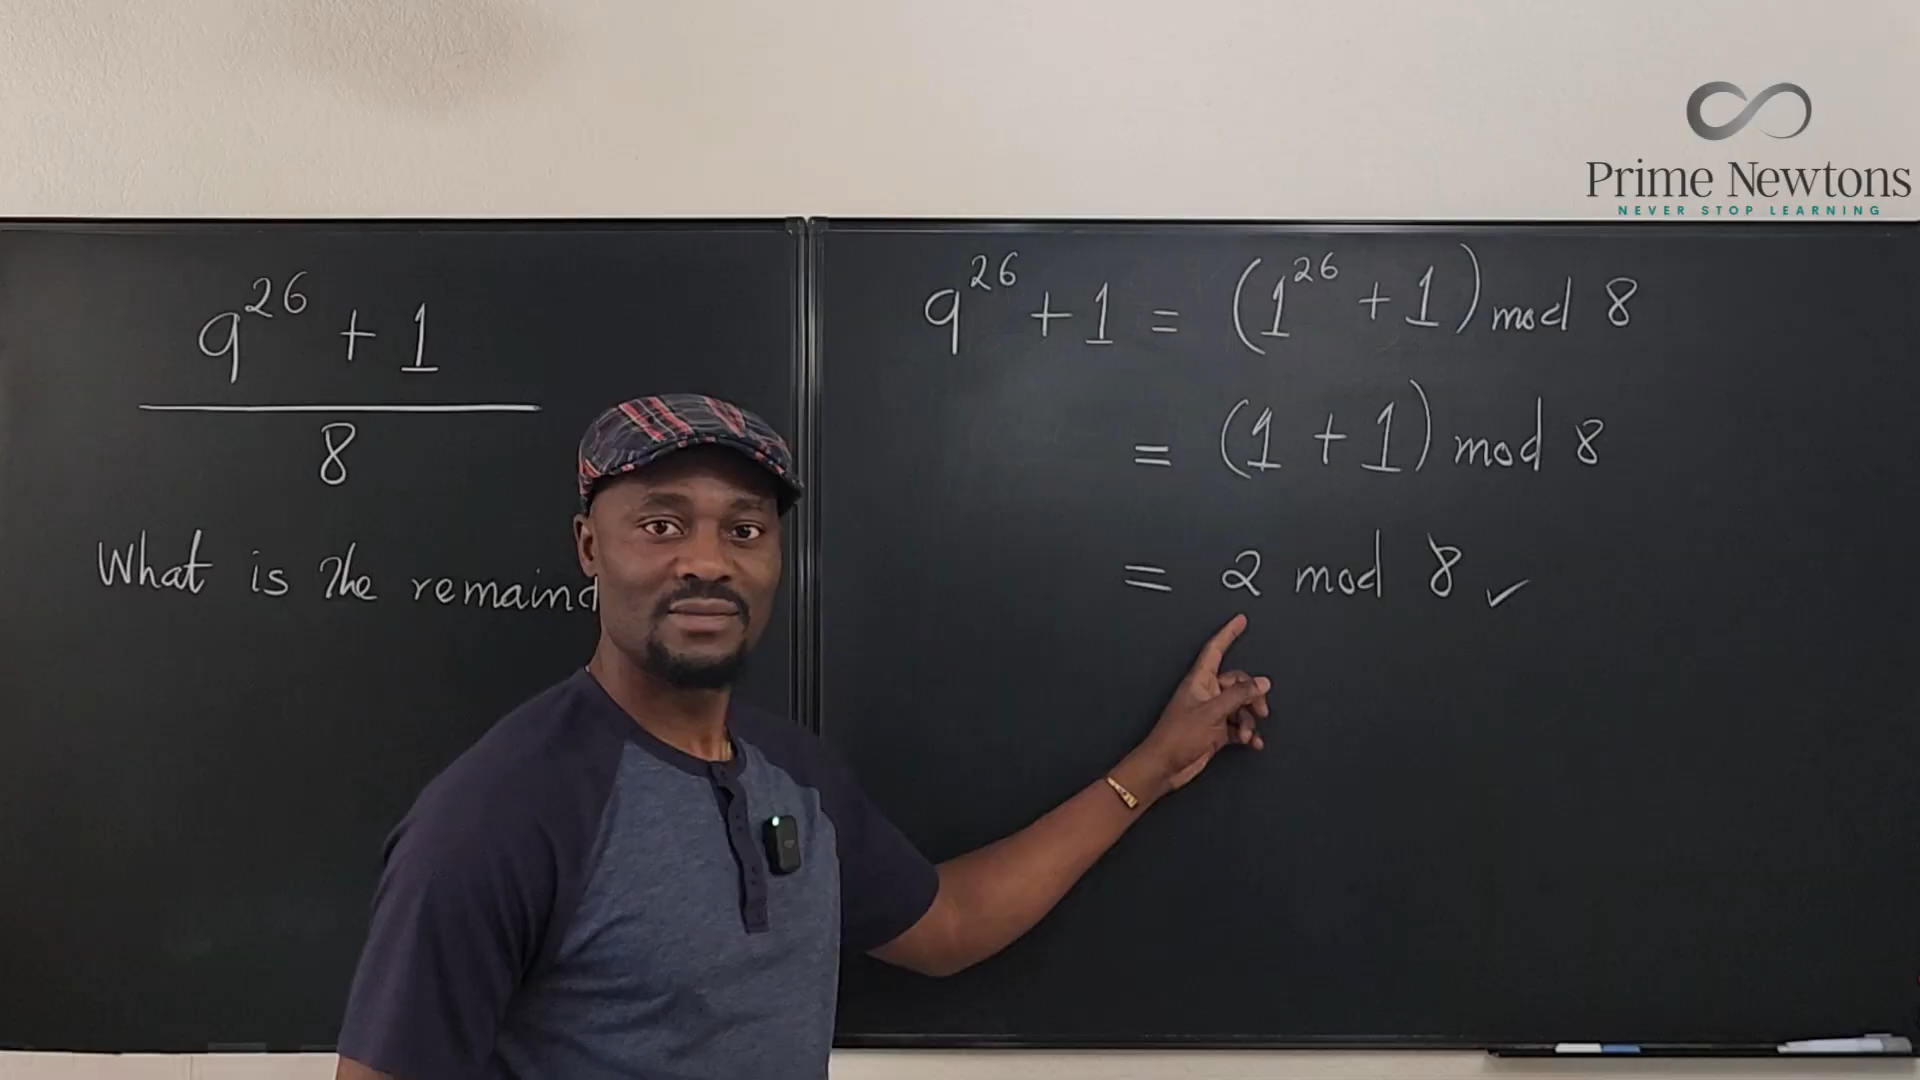 Prime Newtons
NEVER STOP LEARNING
9^26 + 1
8
What is the remaind
9^26 + 1 = (1^26 + 1) mod 8
= (1 + 1) mod 8
= 2 mod 8 ✓